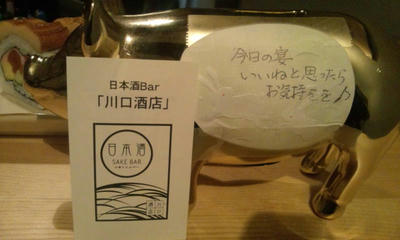 今日の宴
いいねと思ったら
お気持ちを♪
日本酒Bar
「川口酒店」
日本酒
SAKE BAR